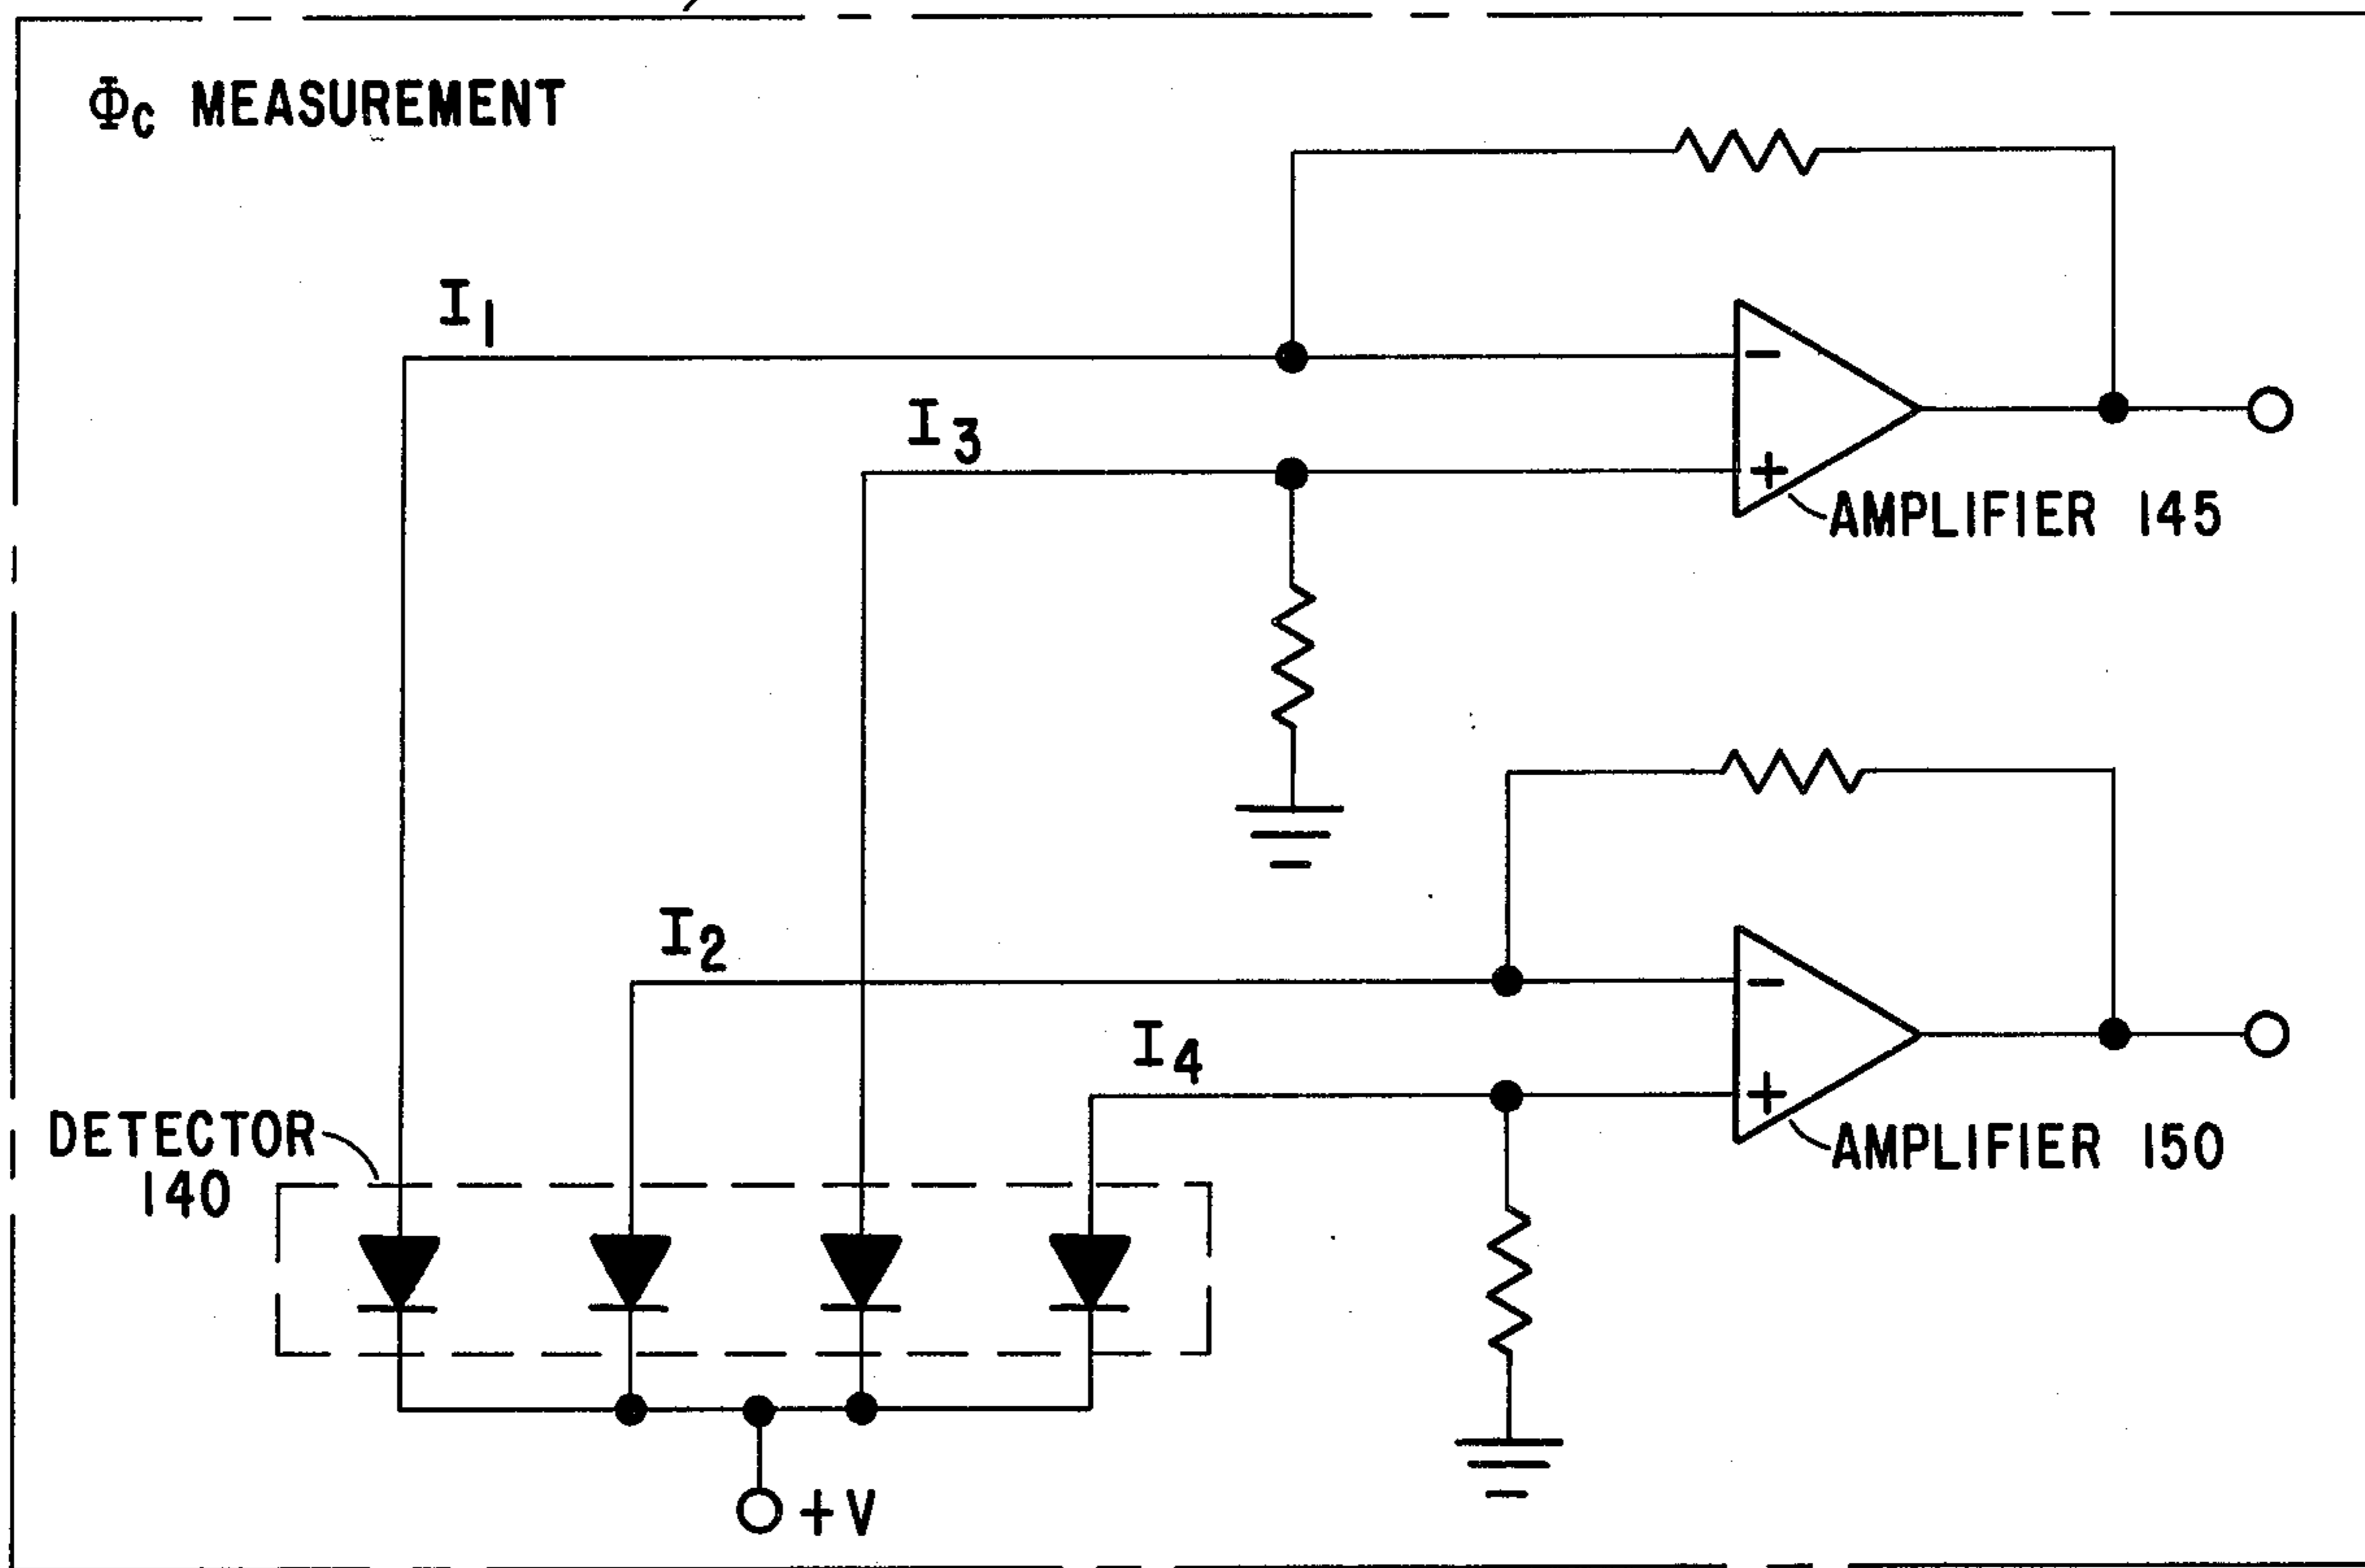 Φc MEASUREMENT
I1
I3
AMPLIFIER 145
I2
I4
AMPLIFIER 150
DETECTOR
140
+V